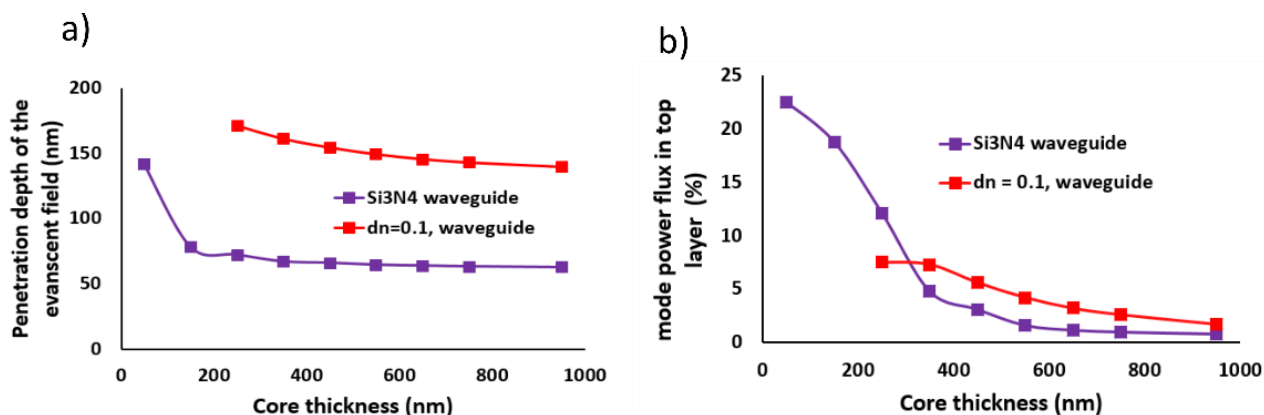 a)
Penetration depth of the
evanscent field (nm)
200
150
100
50
0
Si3N4 waveguide
dn=0.1, waveguide
0 200 400 600 800 1000
Core thickness (nm)
b)
mode power flux in top
layer (%)
25
20
15
10
5
0
Si3N4 waveguide
dn = 0.1, waveguide
0 200 400 600 800 1000
Core thickness (nm)